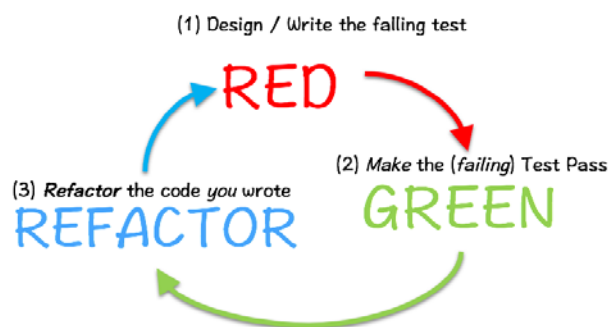 (1) Design / Write the falling test
RED
(2) Make the (failing) Test Pass
GREEN
(3) Refactor the code you wrote
REFACTOR